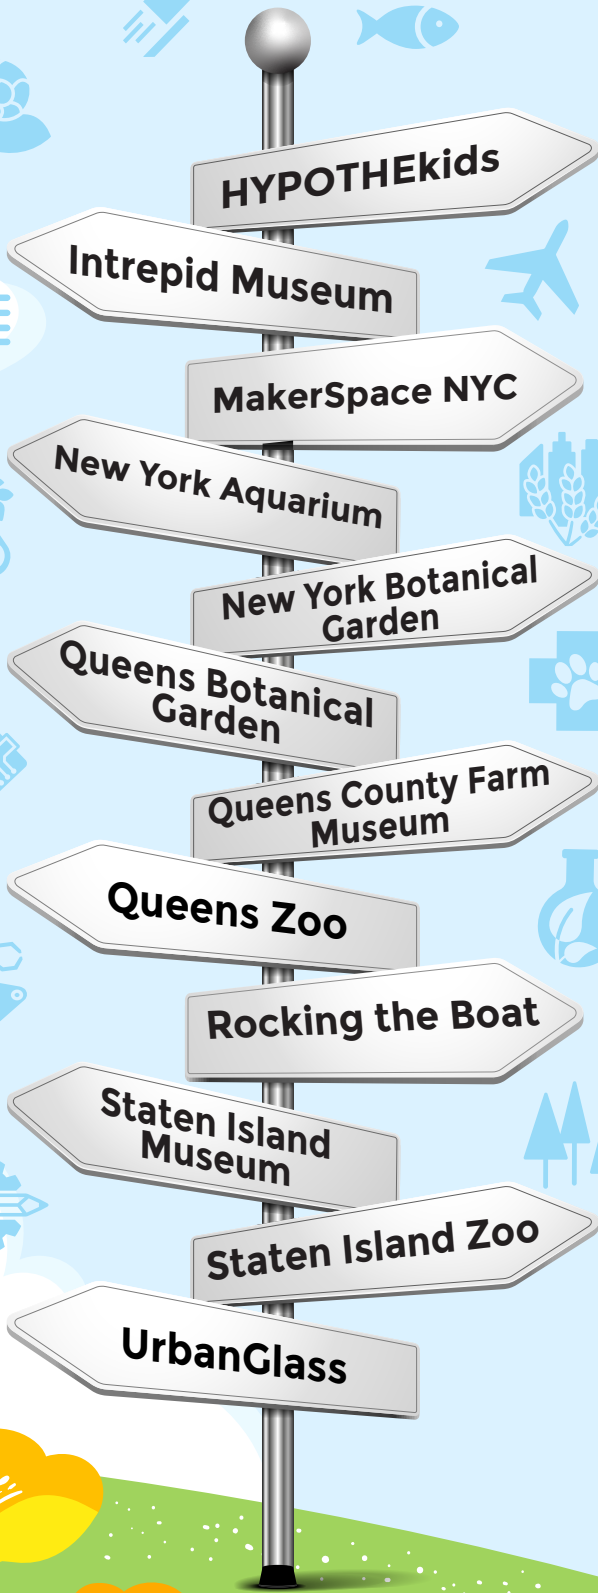 HYPOTHEkids
Intrepid Museum
MakerSpace NYC
New York Aquarium
New York Botanical
Garden
Queens Botanical
Garden
Queens County Farm
Museum
Queens Zoo
Rocking the Boat
Staten Island
Museum
Staten Island Zoo
UrbanGlass